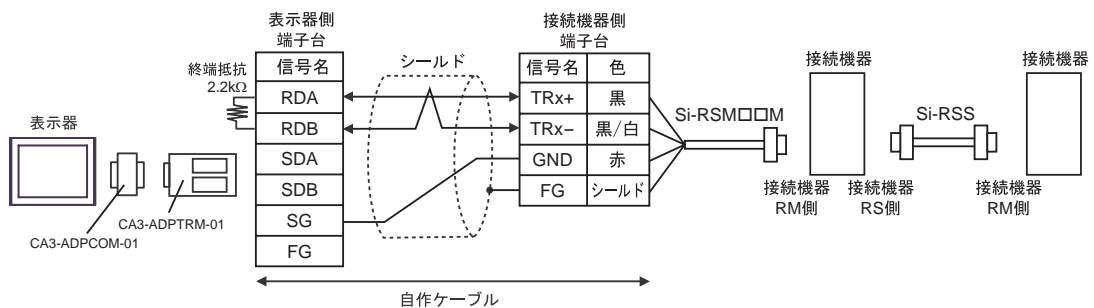 表示器側
端子台
接続機器側
端子台
終端抵抗
2.2kΩ
信号名
シールド
信号名 色
接続機器
接続機器
RDA
TRx+ 黒
Si-RSM□□M
Si-RSS
表示器
RDB
TRx− 黒/白
SDA
GND 赤
SDB
FG シールド
接続機器
RM側
接続機器
RS側
接続機器
RM側
CA3-ADPCOM-01
CA3-ADPTRM-01
SG
FG
自作ケーブル